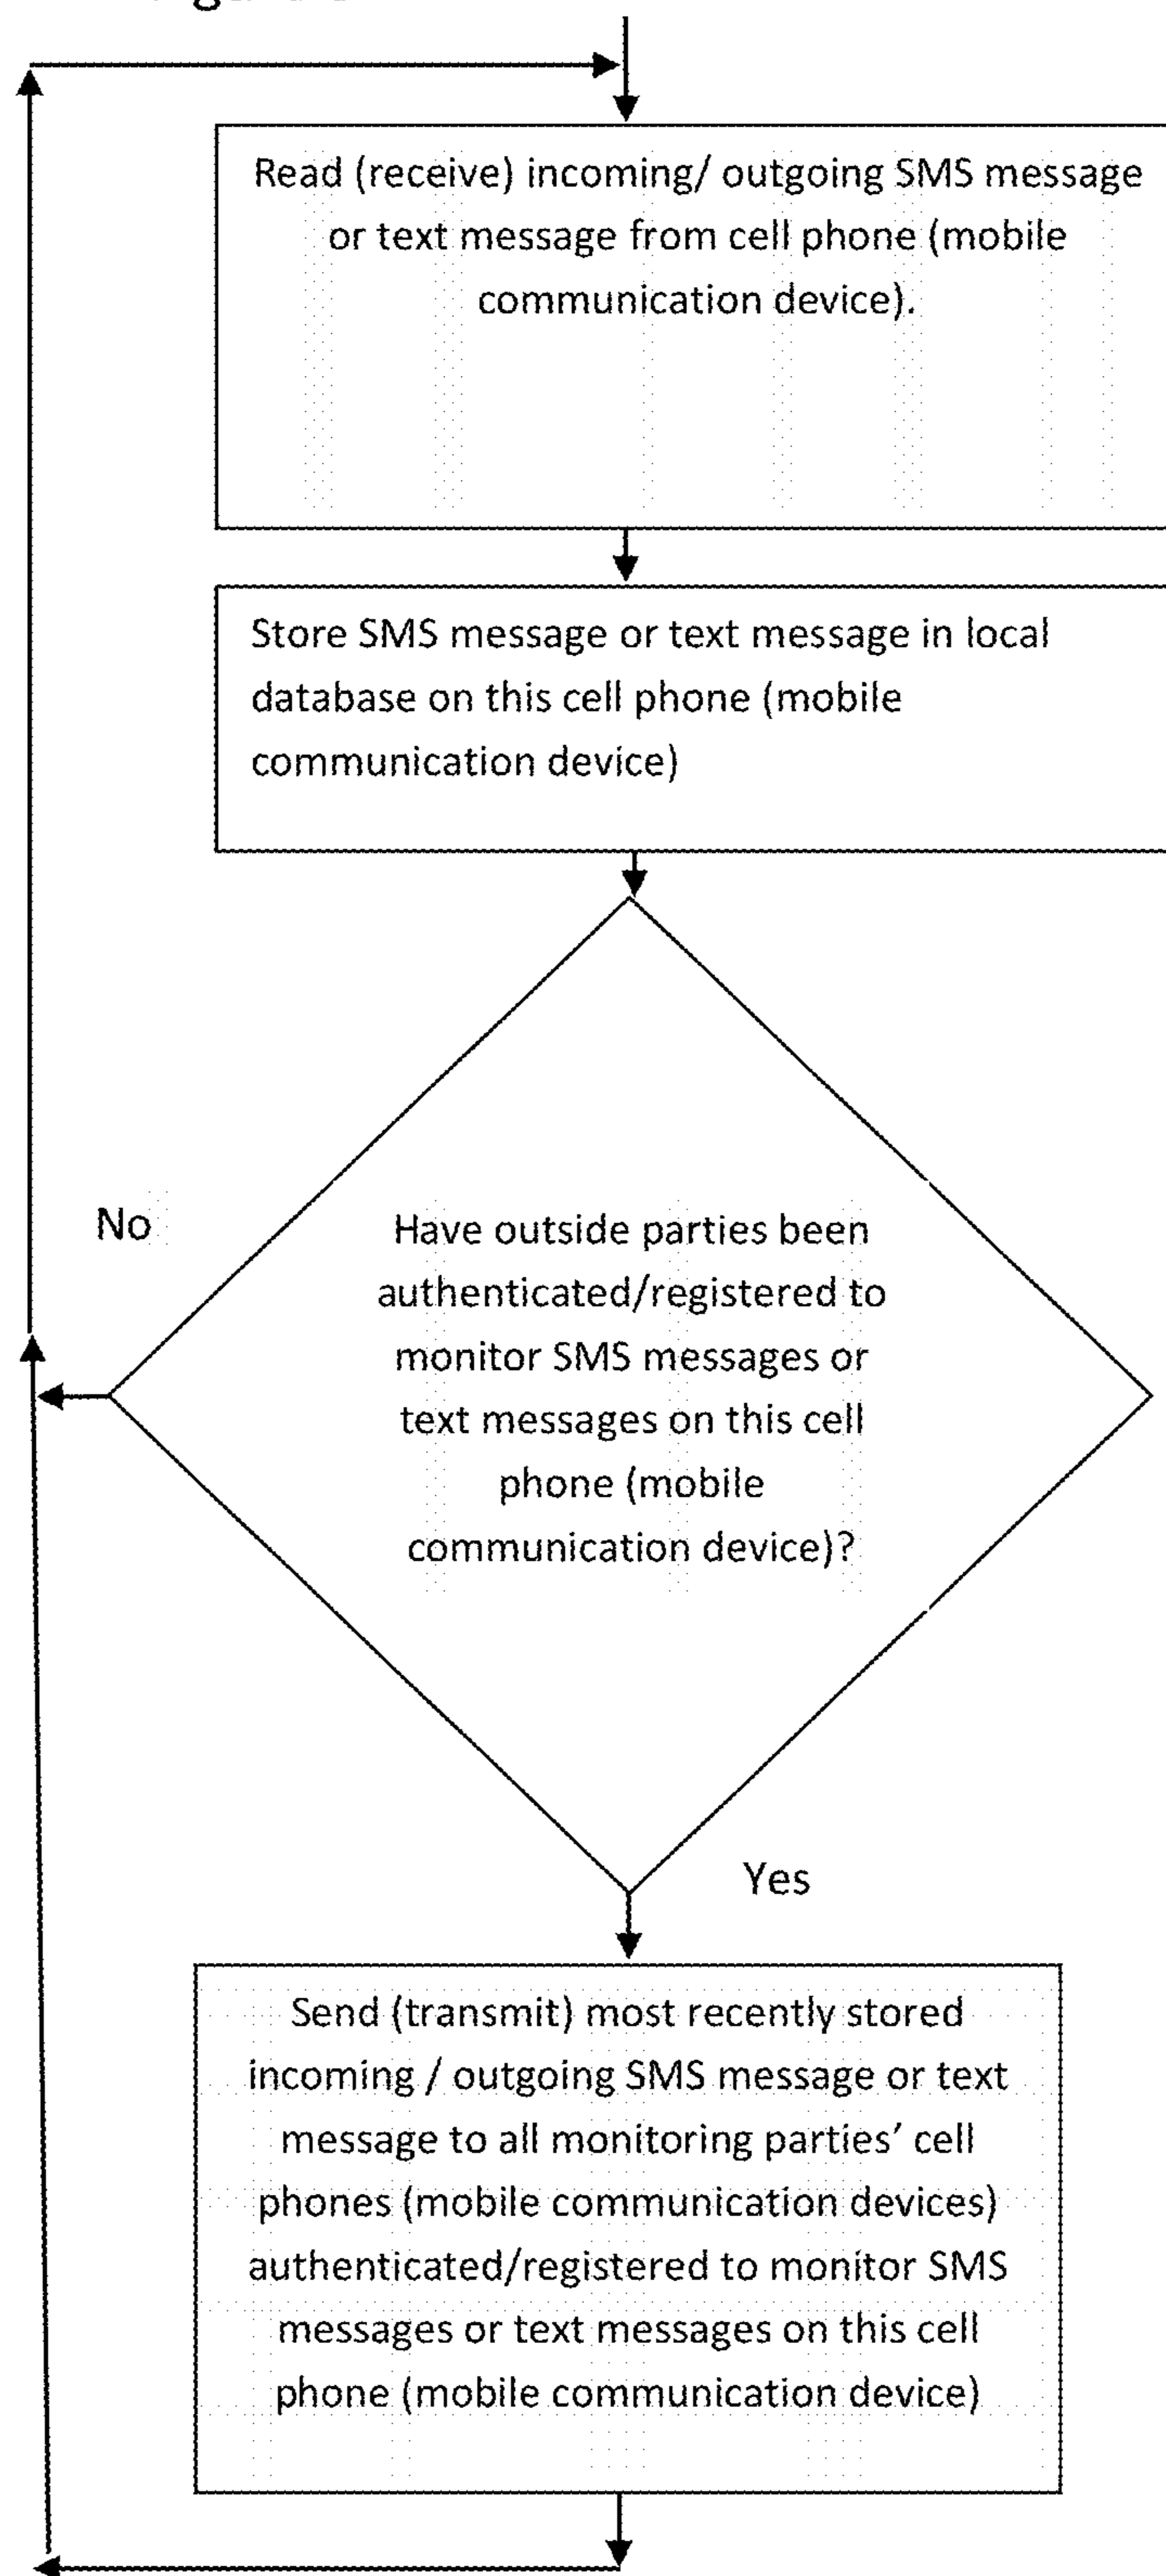 Read (receive) incoming/ outgoing SMS message
or text message from cell phone (mobile
communication device).
Store SMS message or text message in local
database on this cell phone (mobile
communication device)
No
Have outside parties been
authenticated/registered to
monitor SMS messages or
text messages on this cell
phone (mobile
communication device)?
Yes
Send (transmit) most recently stored
incoming / outgoing SMS message or text
message to all monitoring parties’ cell
phones (mobile communication devices)
authenticated/registered to monitor SMS
messages or text messages on this cell
phone (mobile communication device)